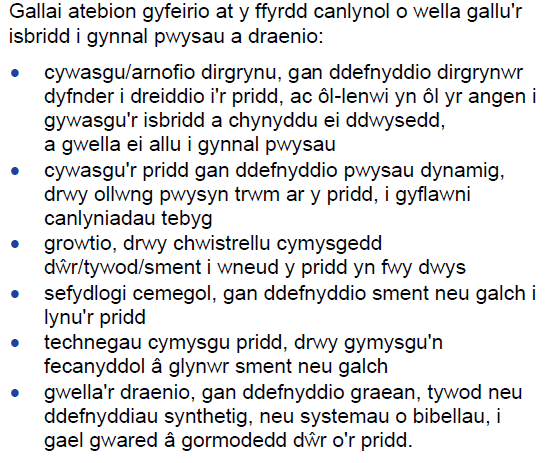 Gallai atebion gyfeirio at y ffyrdd canlynol o wella gallu'r
isbridd i gynnal pwysau a draenio:
• cywasgu/arnofio dirgrynu, gan ddefnyddio dirgrynwr
dyfnder i dreiddio i'r pridd, ac ôl-lenwi yn ôl yr angen i
gywasgu'r isbridd a chynyddu ei ddwysedd,
a gwella ei allu i gynnal pwysau
• cywasgu'r pridd gan ddefnyddio pwysau dynamig,
drwy ollwng pwysyn trwm ar y pridd, i gyflawni
canlyniadau tebyg
• growtio, drwy chwistrellu cymysgedd
dŵr/tywod/sment i wneud y pridd yn fwy dwys
• sefydlogi cemegol, gan ddefnyddio sment neu galch i
lynu'r pridd
• technegau cymysgu pridd, drwy gymysgu'n
fecanyddol â glynwr sment neu galch
• gwella'r draenio, gan ddefnyddio graean, tywod neu
ddefnyddiau synthetig, neu systemau o bibellau, i
gael gwared â gormodedd dŵr o'r pridd.